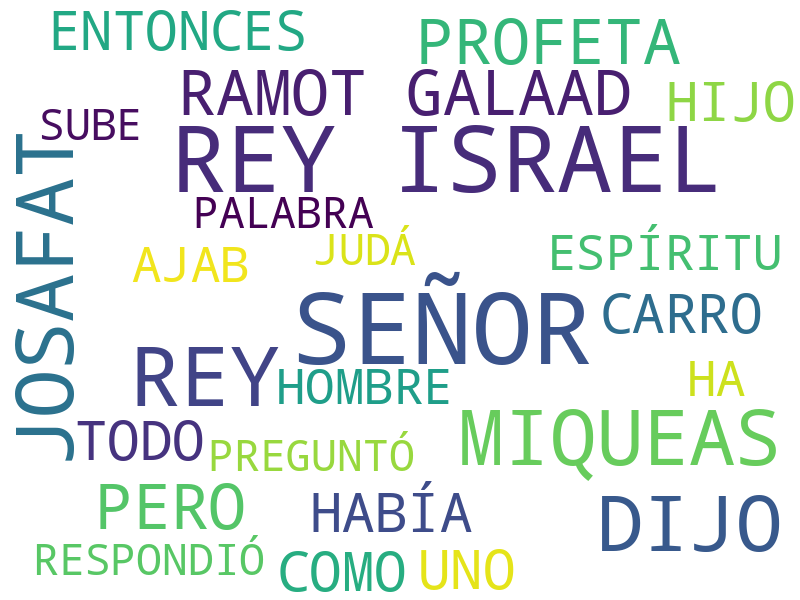 ENTONCES
PROFETA
RAMOT GALAAD
HIJO
SUBE
REY ISRAEL
JOSAFAT
PALABRA
JUDÁ
ESPÍRITU
AJAB
SEÑOR
CARRO
REY
HOMBRE
HA
MIQUEAS
TODO
PREGUNTÓ
PERO
HABÍA
DIJO
RESPONDIÓ
COMO
UNO